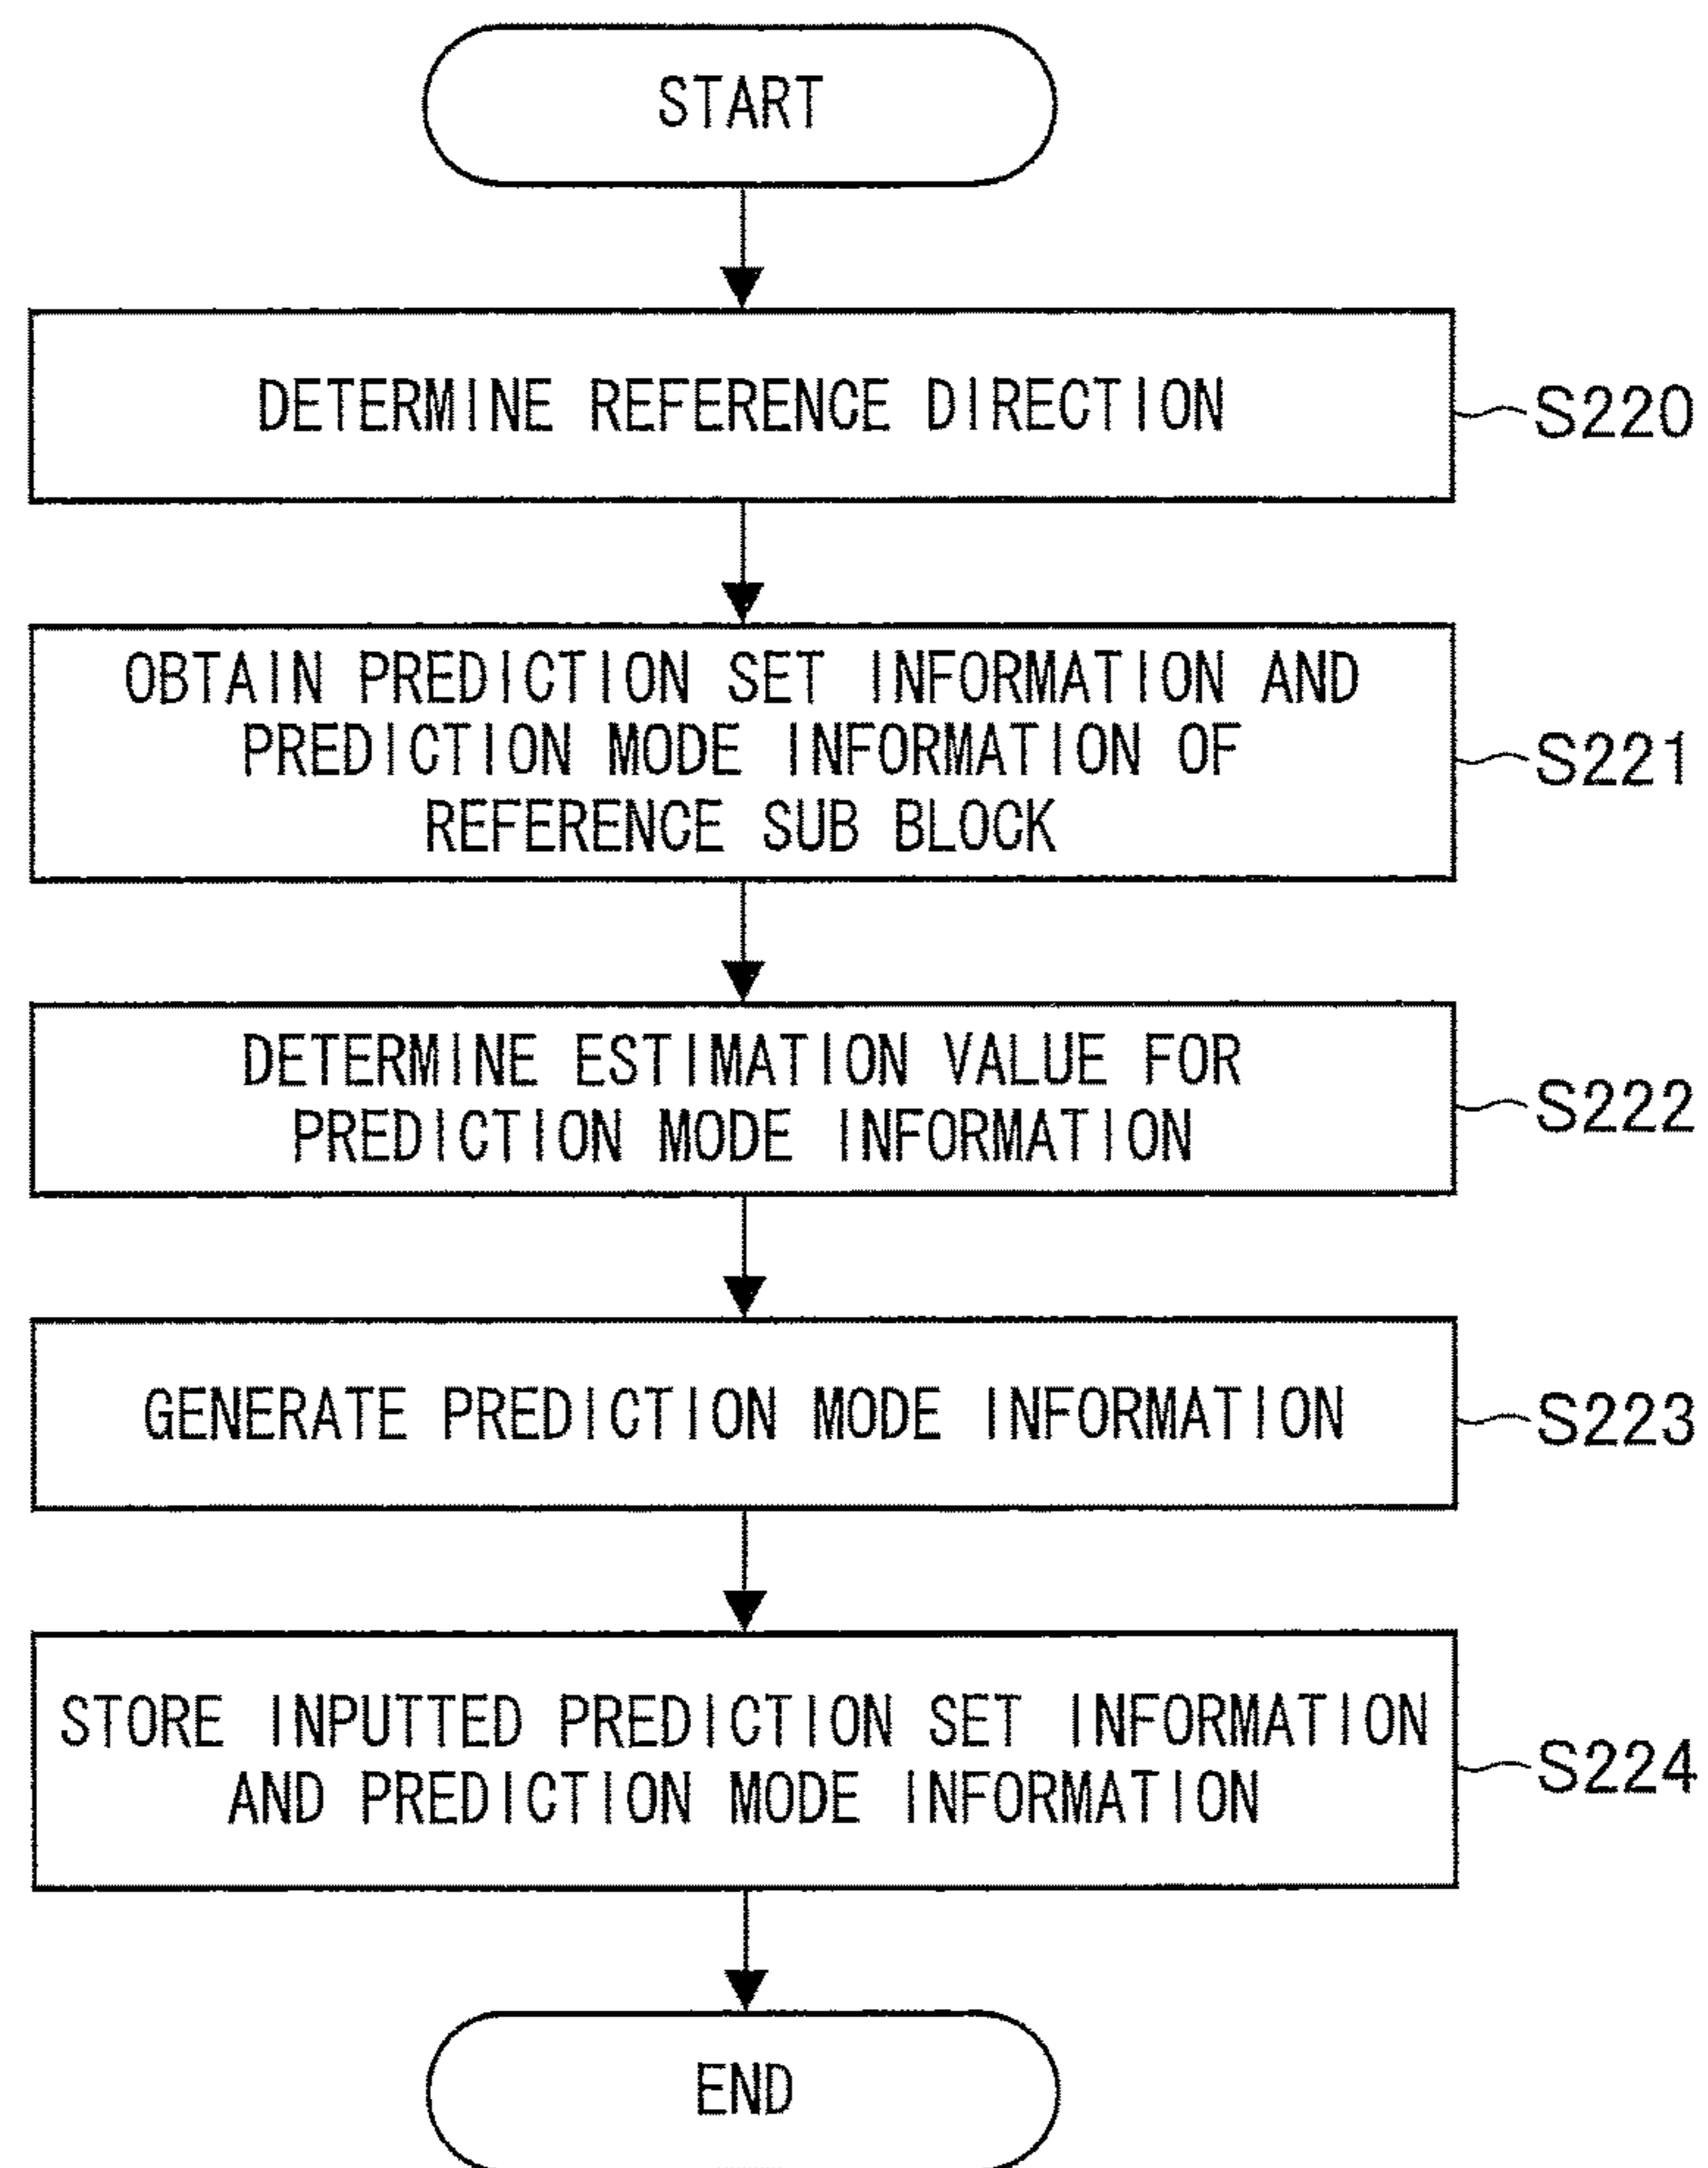 START
DETERMINE REFERENCE DIRECTION
S220
OBTAIN PREDICTION SET INFORMATION AND
PREDICTION MODE INFORMATION OF
REFERENCE SUB BLOCK
S221
DETERMINE ESTIMATION VALUE FOR
PREDICTION MODE INFORMATION
S222
GENERATE PREDICTION MODE INFORMATION
S223
STORE INPUTTED PREDICTION SET INFORMATION
AND PREDICTION MODE INFORMATION
S224
END